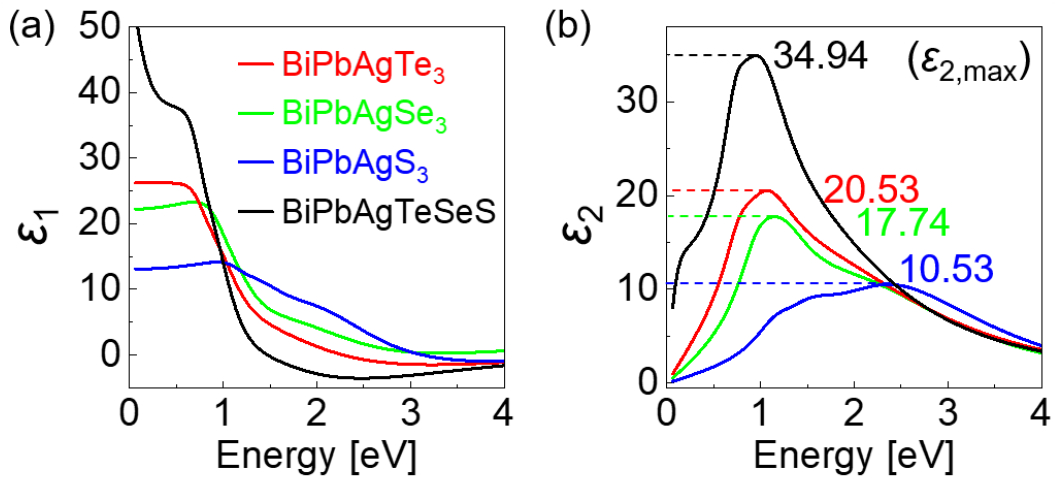 (a)
50
40
30
20
10
0
ε₁
BiPbAgTe₃
BiPbAgSe₃
BiPbAgS₃
BiPbAgTeSeS
0 1 2 3 4
Energy [eV]
(b)
30
20
10
0
ε₂
34.94 (ε₂,max)
20.53
17.74
10.53
0 1 2 3 4
Energy [eV]